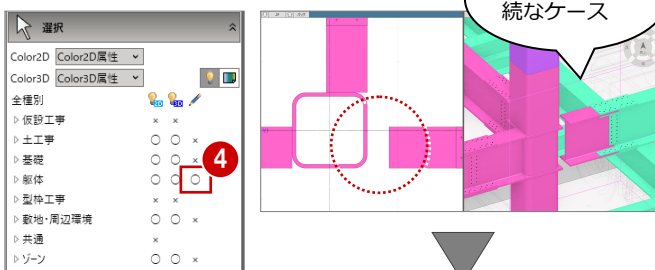 選択
Color2D Color2D属性
Color3D Color3D属性
全種別 2D 3D
▷仮設工事 × ×
▷土工事 〇 〇 ×
▷基礎 〇 〇 ×
4
▷躯体 〇 〇 〇
▷型枠工事 × ×
▷敷地・周辺環境 〇 〇 ×
▷共通 ×
▷ゾーン 〇 〇 ×
続なケース